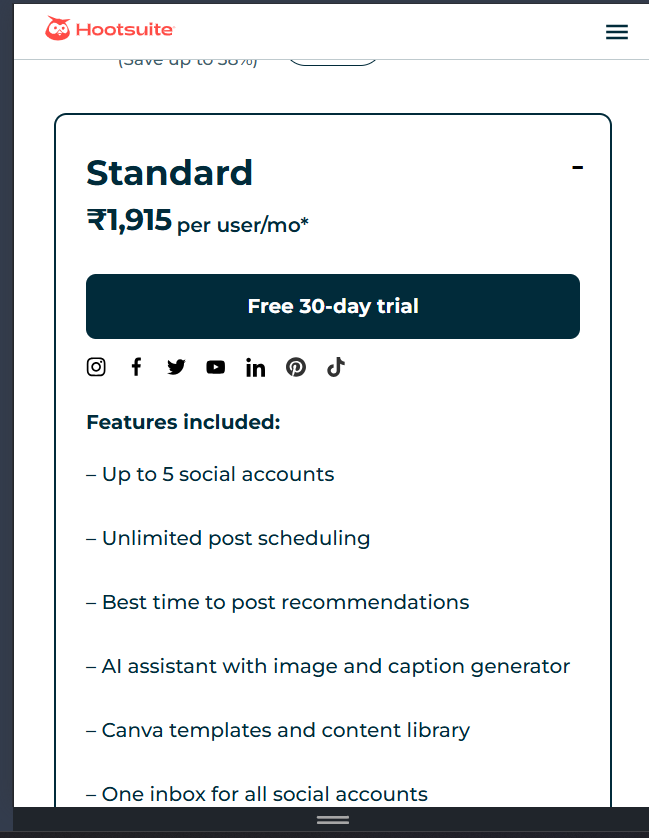 Hootsuite
(Save up to 38%)
Standard
₹1,915 per user/mo*
Free 30-day trial
Features included:
– Up to 5 social accounts
– Unlimited post scheduling
– Best time to post recommendations
– AI assistant with image and caption generator
– Canva templates and content library
– One inbox for all social accounts